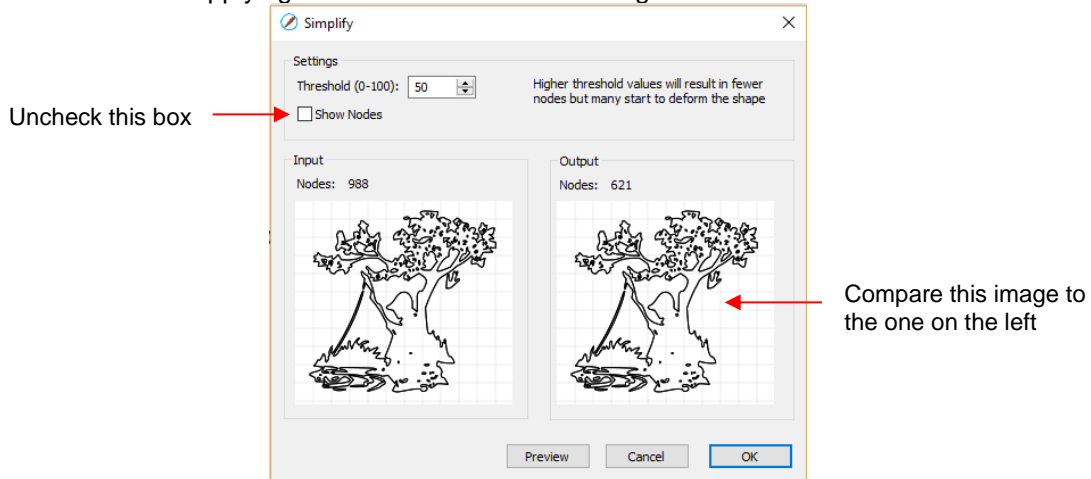 Simplify
Settings
Threshold (0-100): 50
Higher threshold values will result in fewer
nodes but many start to deform the shape
Uncheck this box
Show Nodes
Input
Output
Nodes: 988
Nodes: 621
Compare this image to
the one on the left
Preview
Cancel
OK